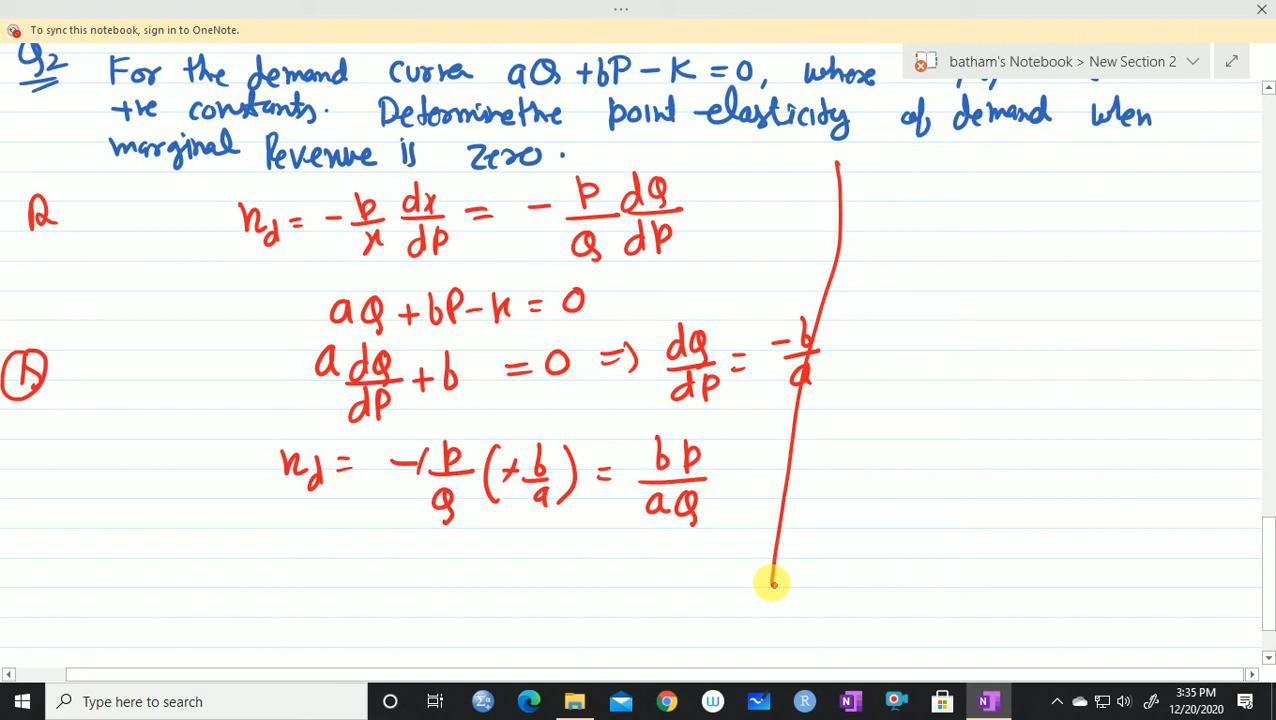 ...
To sync this notebook, sign in to OneNote.
batham's Notebook > New Section 2
Q2 For the demand curve aQ + bP - K = 0, whose
+ve constants. Determine the point elasticity of demand when
marginal Revenue is zero.
R
n_d = - p/x dx/dp = - p/Q dQ/dP
aQ + bP - k = 0
a dQ/dP + b = 0 => dQ/dP = -b/a
n_d = - p/Q (+ b/a) = bp/aQ
Type here to search
3:35 PM
12/20/2020